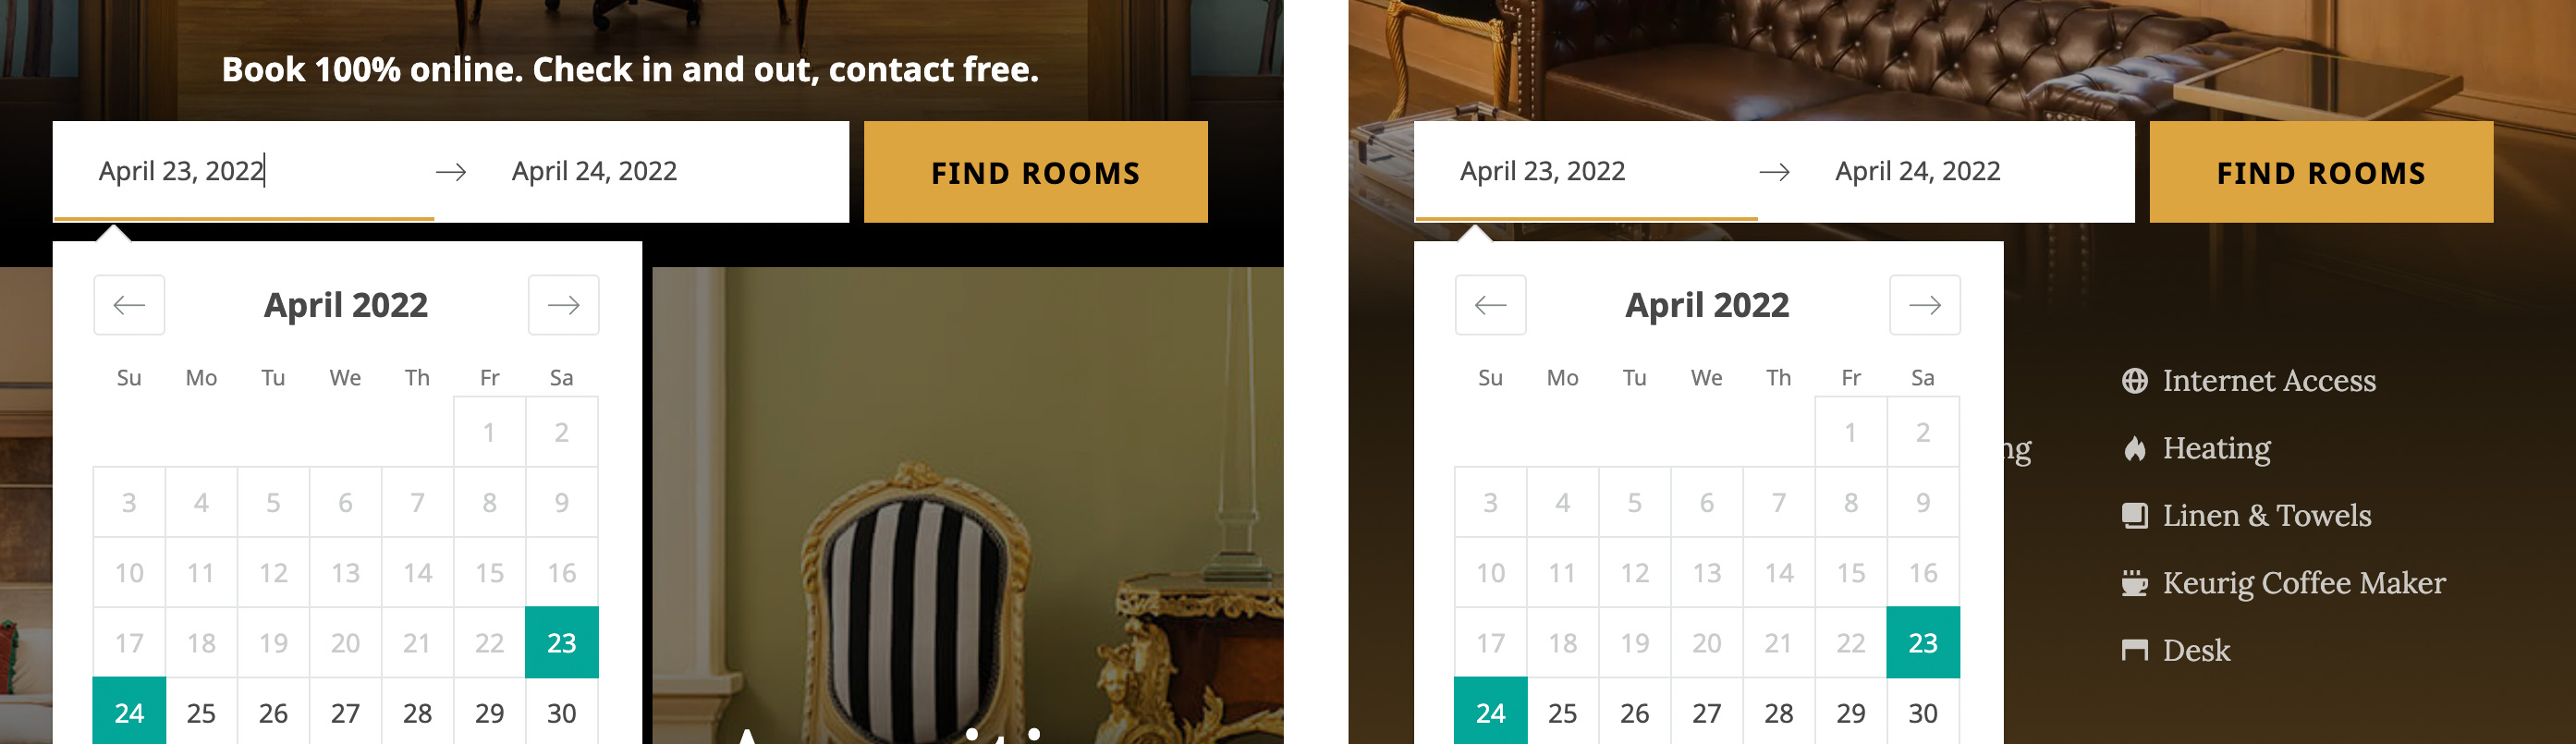 Book 100% online. Check in and out, contact free.
April 23, 2022 → April 24, 2022
FIND ROOMS
April 2022
Su Mo Tu We Th Fr Sa
1 2
3 4 5 6 7 8 9
10 11 12 13 14 15 16
17 18 19 20 21 22 23
24 25 26 27 28 29 30
April 23, 2022 → April 24, 2022
FIND ROOMS
April 2022
Su Mo Tu We Th Fr Sa
1 2
3 4 5 6 7 8 9
10 11 12 13 14 15 16
17 18 19 20 21 22 23
24 25 26 27 28 29 30
Internet Access
Heating
Linen & Towels
Keurig Coffee Maker
Desk